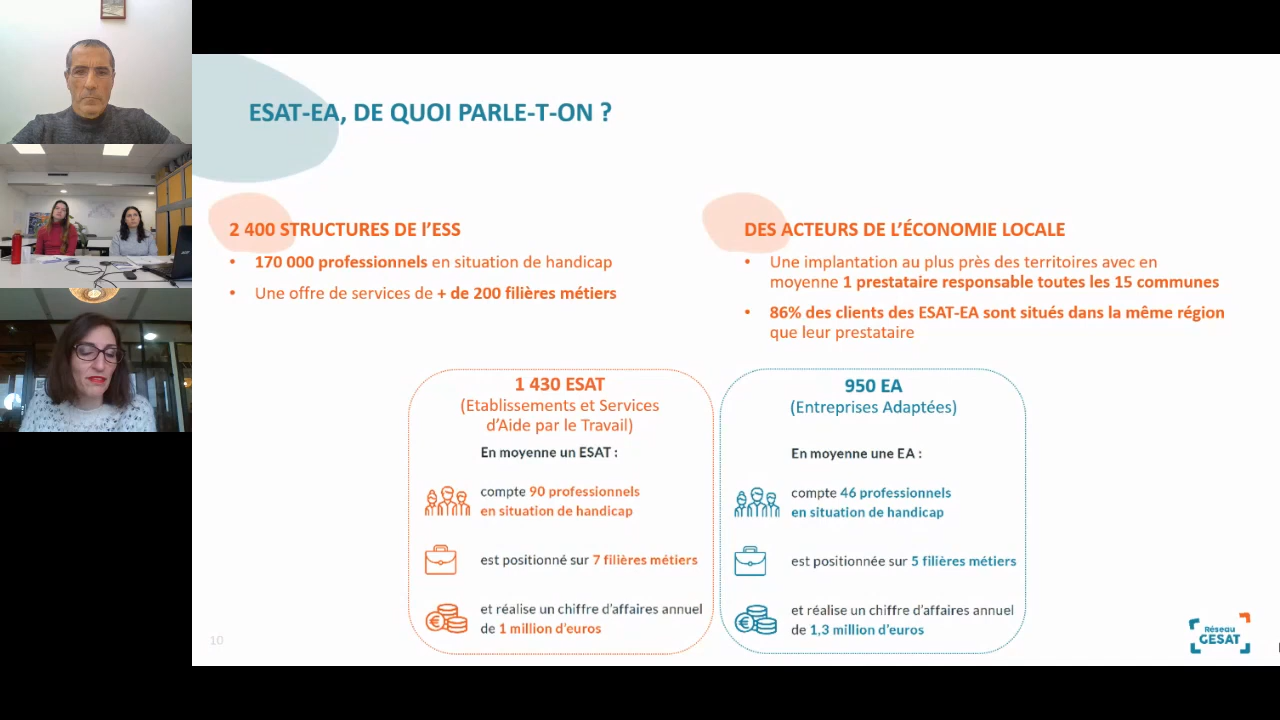 ESAT-EA, DE QUOI PARLE-T-ON ?
2 400 STRUCTURES DE l’ESS
• 170 000 professionnels en situation de handicap
• Une offre de services de + de 200 filières métiers
DES ACTEURS DE L’ÉCONOMIE LOCALE
• Une implantation au plus près des territoires avec en
moyenne 1 prestataire responsable toutes les 15 communes
• 86% des clients des ESAT-EA sont situés dans la même région
que leur prestataire
1 430 ESAT
(Etablissements et Services
d’Aide par le Travail)
En moyenne un ESAT :
compte 90 professionnels
en situation de handicap
est positionné sur 7 filières métiers
et réalise un chiffre d’affaires annuel
de 1 million d’euros
950 EA
(Entreprises Adaptées)
En moyenne une EA :
compte 46 professionnels
en situation de handicap
est positionnée sur 5 filières métiers
et réalise un chiffre d’affaires annuel
de 1,3 million d’euros
10
Réseau
GESAT